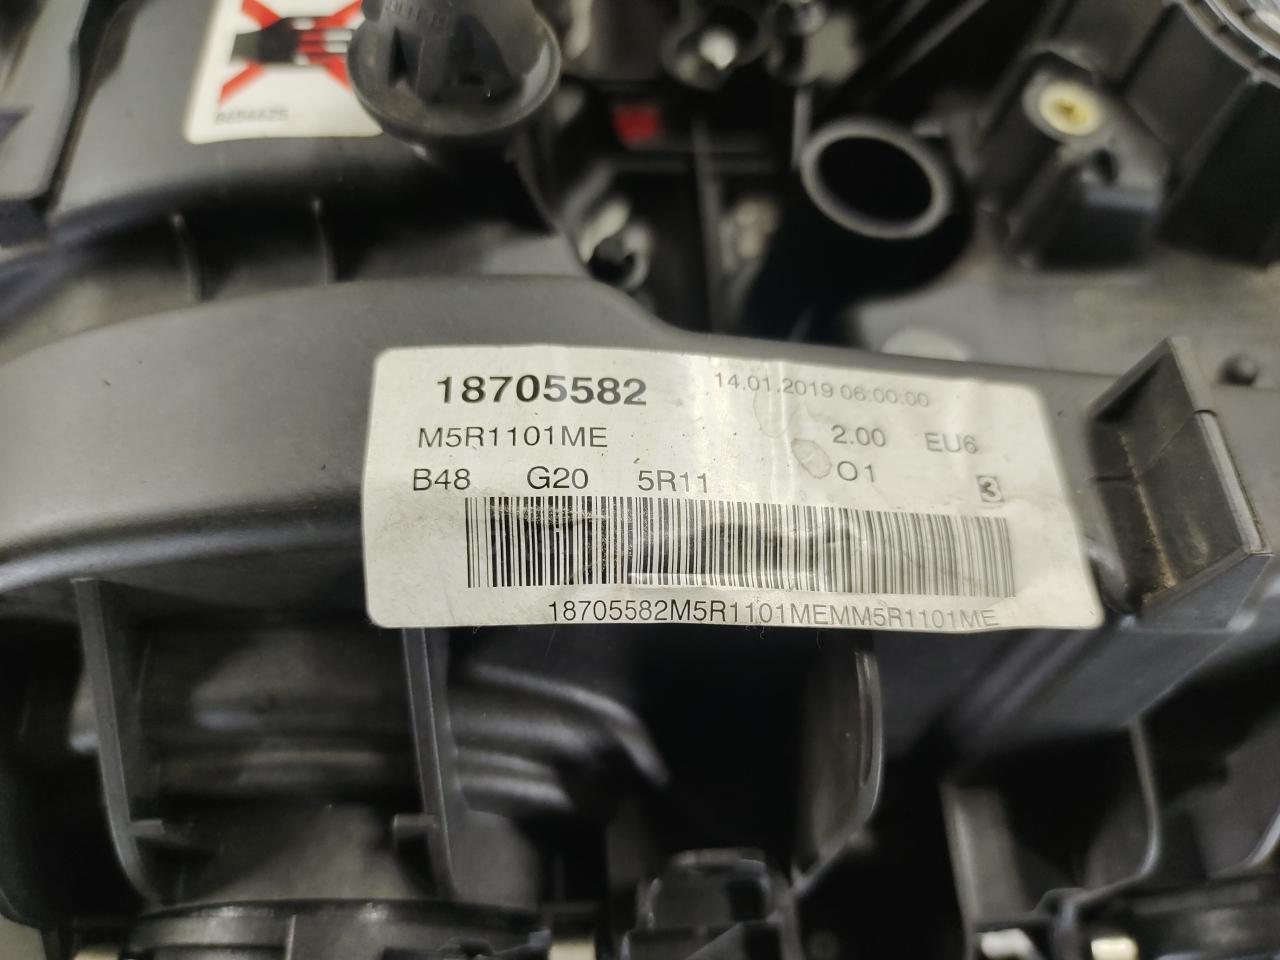 18705582 14.01.2019 06:00:00
M5R1101ME 2.00 EU6
B48 G20 5R11 O1 3
18705582M5R1101MEMM5R1101ME